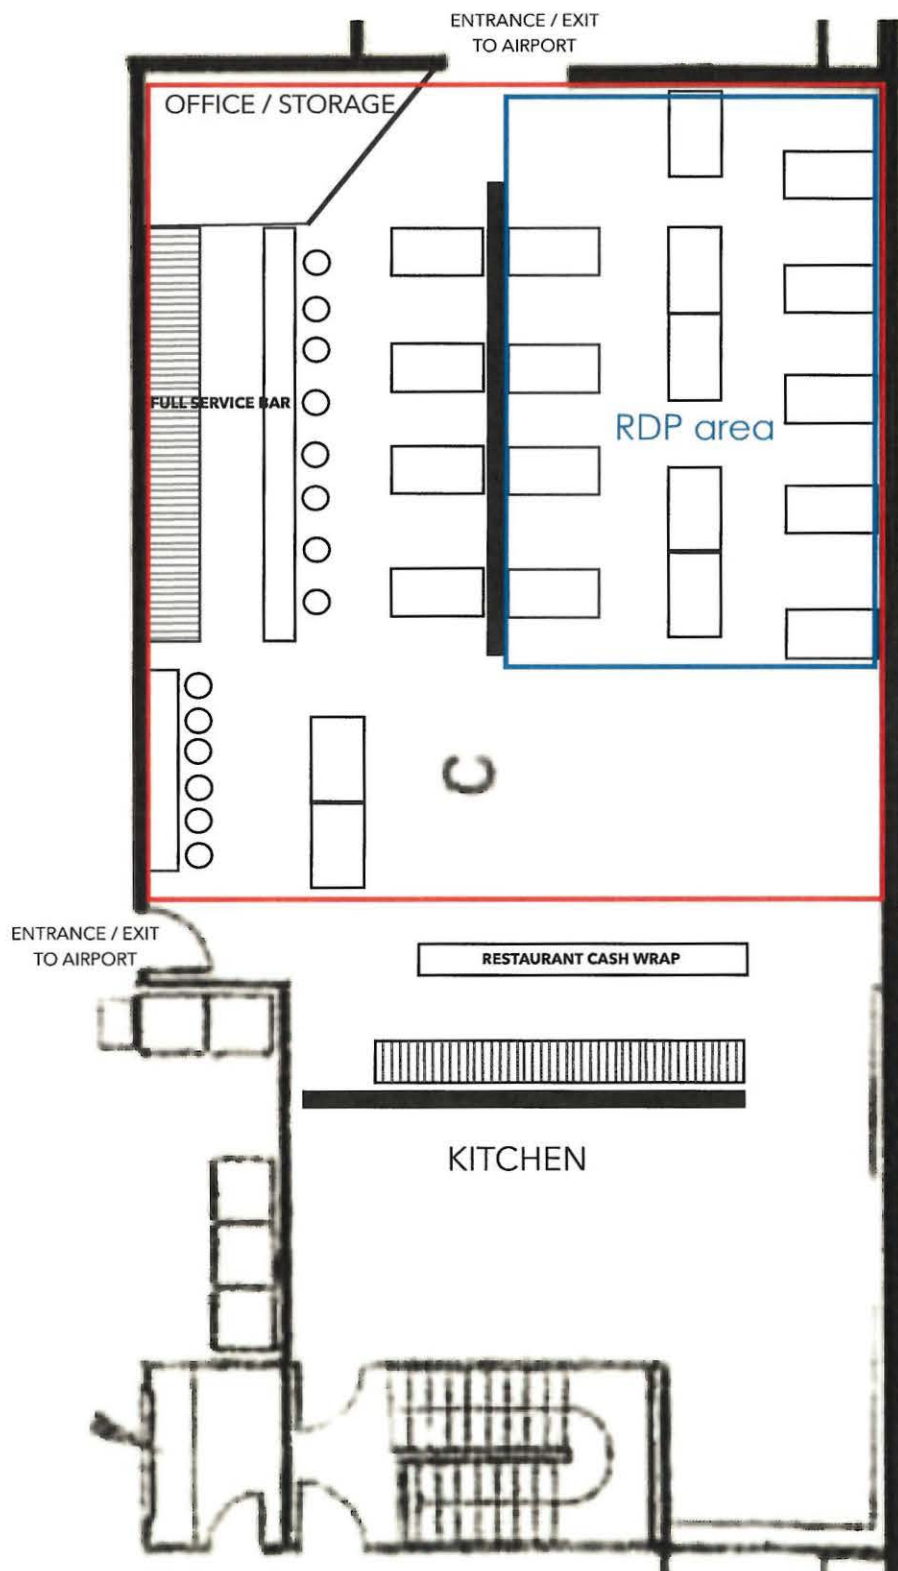 ENTRANCE / EXIT
TO AIRPORT
OFFICE / STORAGE
FULL SERVICE BAR
RDP area
C
ENTRANCE / EXIT
TO AIRPORT
RESTAURANT CASH WRAP
KITCHEN